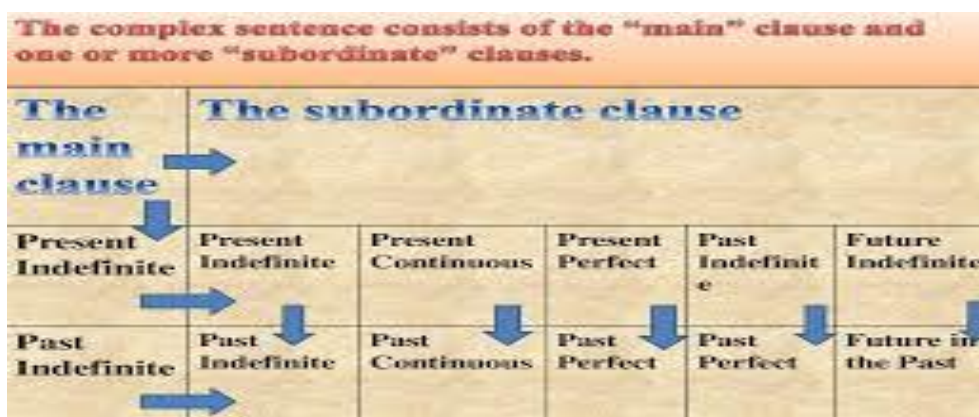 The complex sentence consists of the “main” clause and
one or more “subordinate” clauses.
The
main
clause
The subordinate clause
Present
Indefinite
Present
Indefinite
Present
Continuous
Present
Perfect
Past
Indefinit
e
Future
Indefinite
Past
Indefinite
Past
Indefinite
Past
Continuous
Past
Perfect
Past
Perfect
Future in
the Past